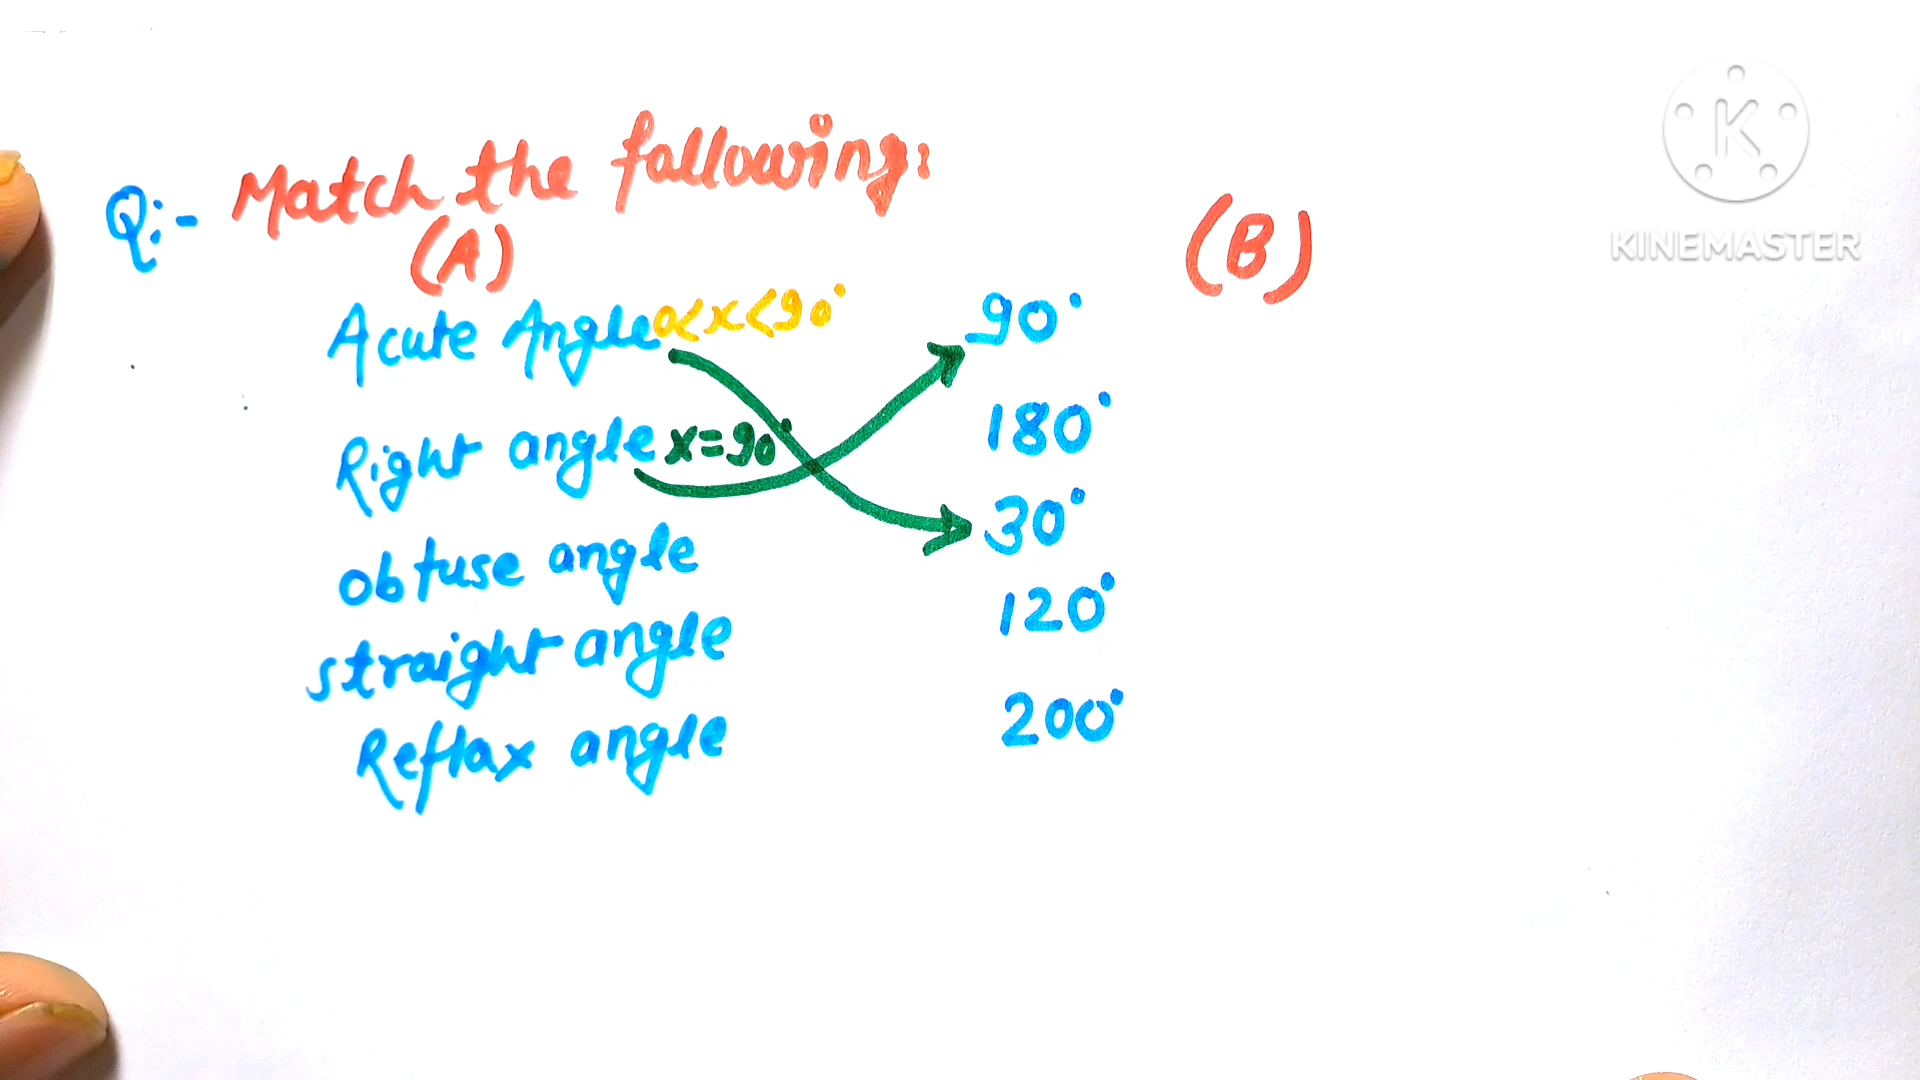 Q:- Match the following:
(A) (B)
Acute Angle 0<x<90° 90°
180°
Right angle x=90°
30°
obtuse angle
120°
straight angle
200°
Reflax angle
K
KINEMASTER